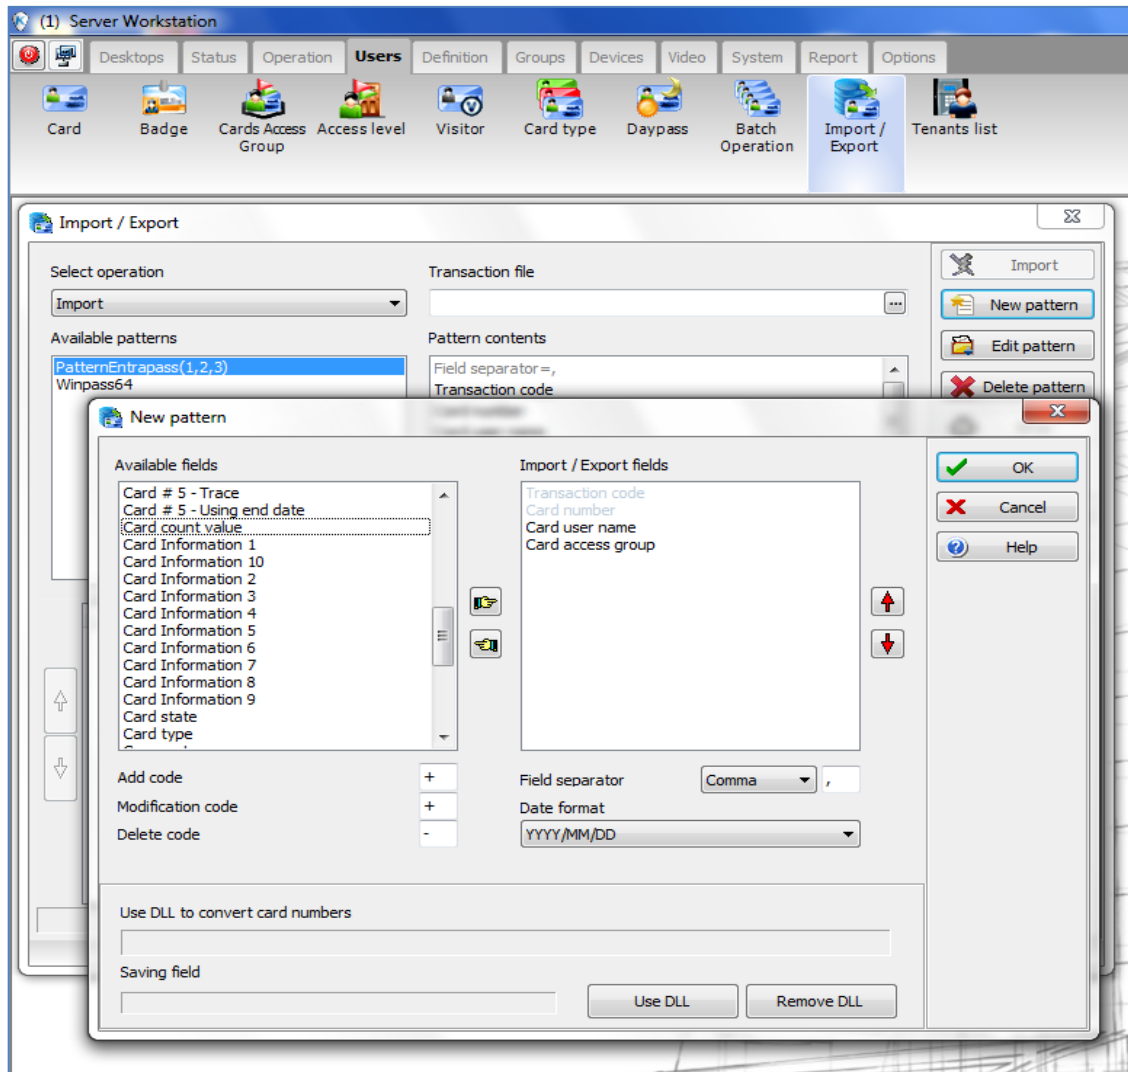 (1) Server Workstation
Desktops Status Operation Users Definition Groups Devices Video System Report Options
Card Badge Cards Access Group Access level Visitor Card type Daypass Batch Operation Import / Export Tenants list
Import / Export
Select operation
Transaction file
Import
Import
...
New pattern
Available patterns
Pattern contents
Edit pattern
PatternEntrapass(1,2,3)
Field separator=,
Winpass64
Transaction code
Delete pattern
Card number
Card user name
New pattern
Available fields
Import / Export fields
OK
Card # 5 - Trace
Card # 5 - Using end date
Card count value
Card Information 1
Card Information 10
Card Information 2
Card Information 3
Card Information 4
Card Information 5
Card Information 6
Card Information 7
Card Information 8
Card Information 9
Card state
Card type
Transaction code
Card number
Card user name
Card access group
Cancel
Help
Add code +
Modification code +
Delete code -
Field separator Comma ,
Date format
YYYY/MM/DD
Use DLL to convert card numbers
Saving field
Use DLL
Remove DLL